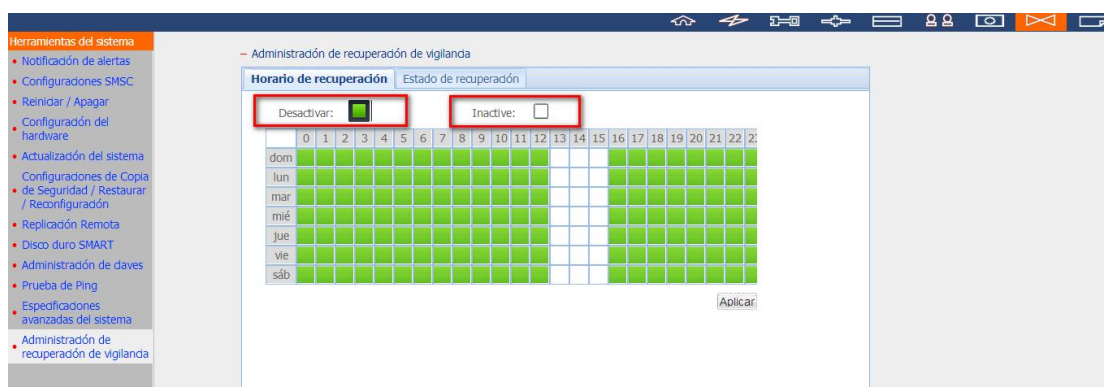 Herramientas del sistema
Notificación de alertas
Configuraciones SMSC
Reiniciar / Apagar
Configuración del
hardware
Actualización del sistema
Configuraciones de Copia
de Seguridad / Restaurar
/ Reconfiguración
Replicación Remota
Disco duro SMART
Administración de claves
Prueba de Ping
Especificaciones
avanzadas del sistema
Administración de
recuperación de vigilancia
– Administración de recuperación de vigilancia
Horario de recuperación Estado de recuperación
Desactivar: Inactive:
0 1 2 3 4 5 6 7 8 9 10 11 12 13 14 15 16 17 18 19 20 21 22
dom
lun
mar
mié
jue
vie
sáb
Aplicar